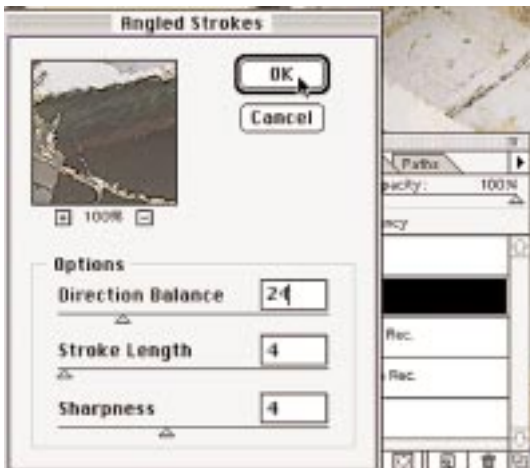 Angled Strokes
OK
Cancel
100%
Options
Direction Balance 24
Stroke Length 4
Sharpness 4
Paths
pacity: 100%
ncy
Rec.
Rec.